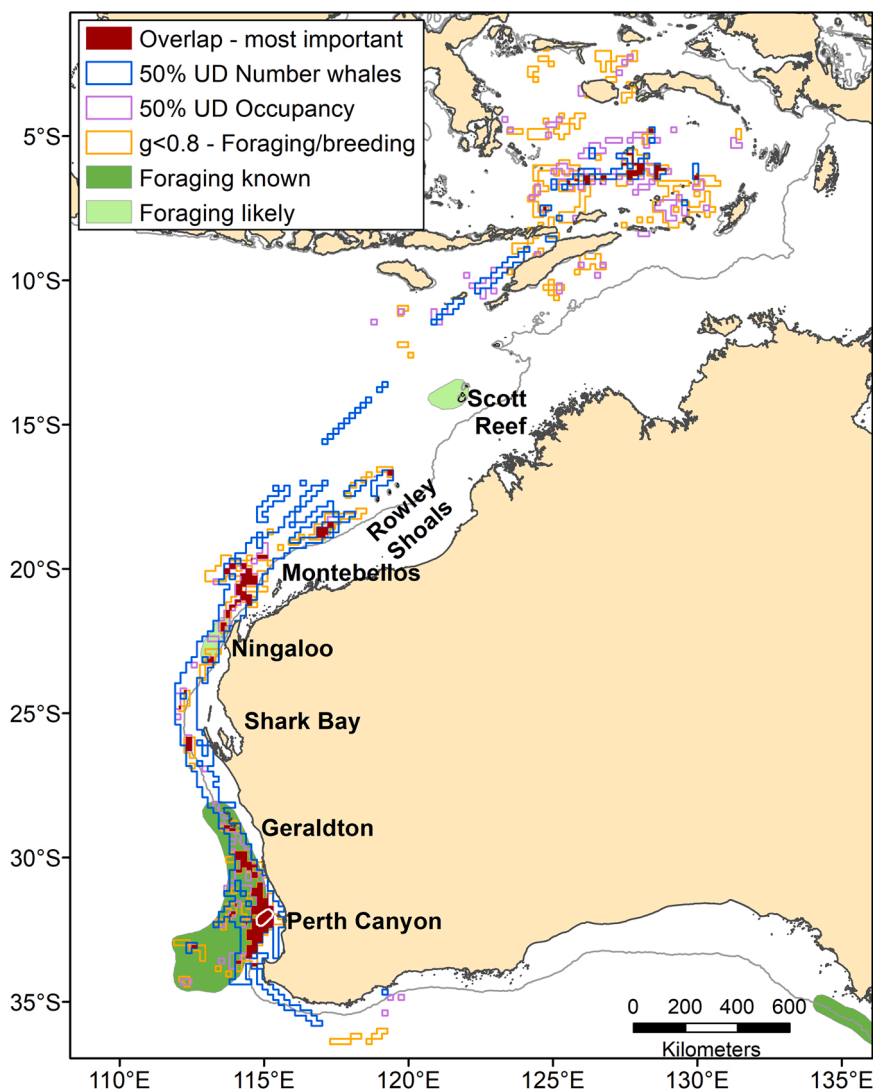 Overlap - most important
50% UD Number whales
50% UD Occupancy
g<0.8 - Foraging/breeding
Foraging known
Foraging likely
5°S
10°S
15°S
20°S
25°S
30°S
35°S
Scott
Reef
Rowley
Shoals
Montebellos
Ningaloo
Shark Bay
Geraldton
Perth Canyon
0 200 400 600
Kilometers
110°E 115°E 120°E 125°E 130°E 135°E